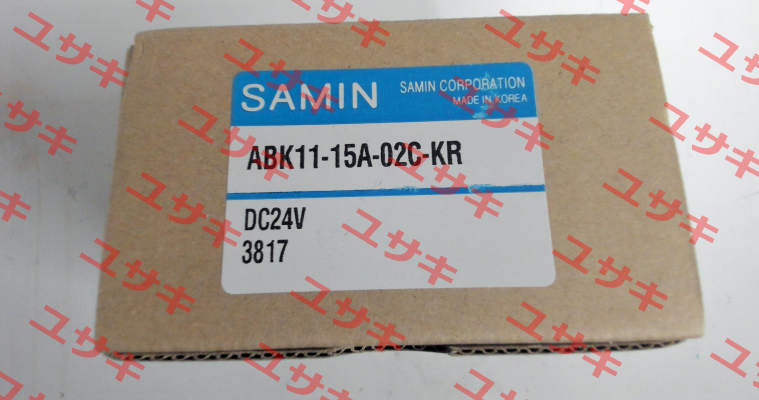 SAMIN
SAMIN CORPORATION
MADE IN KOREA
ABK11-15A-02C-KR
DC24V
3817
ユサキ